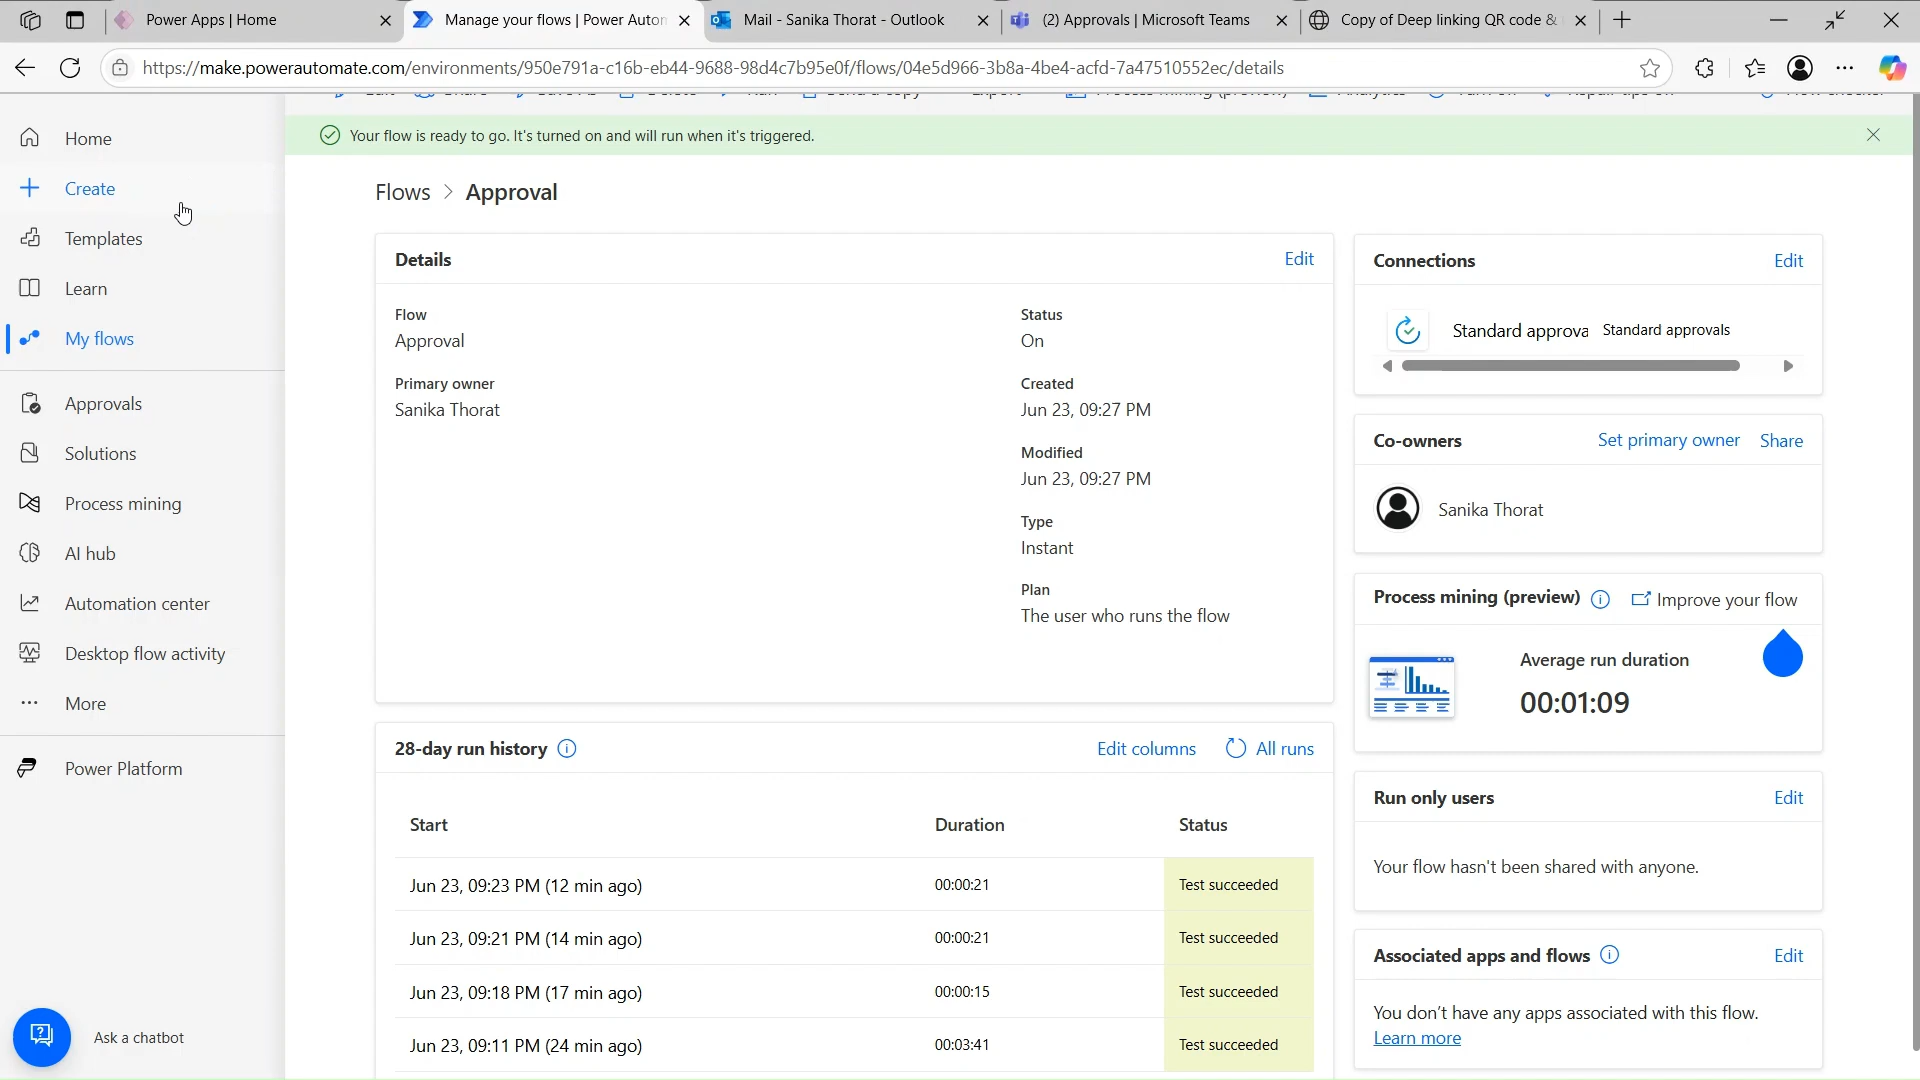 Power Apps | Home
Manage your flows | Power Autom
Mail - Sanika Thorat - Outlook
(2) Approvals | Microsoft Teams
Copy of Deep linking QR code &
https://make.powerautomate.com/environments/950e791a-c16b-eb44-9688-98d4c7b95e0f/flows/04e5d966-3b8a-4be4-acfd-7a47510552ec/details
Your flow is ready to go. It's turned on and will run when it's triggered.
Home
Create
Templates
Learn
My flows
Approvals
Solutions
Process mining
AI hub
Automation center
Desktop flow activity
More
Power Platform
Ask a chatbot
Flows > Approval
Details
Edit
Flow
Approval
Primary owner
Sanika Thorat
Status
On
Created
Jun 23, 09:27 PM
Modified
Jun 23, 09:27 PM
Type
Instant
Plan
The user who runs the flow
28-day run history
Edit columns
All runs
Start Duration Status
Jun 23, 09:23 PM (12 min ago) 00:00:21 Test succeeded
Jun 23, 09:21 PM (14 min ago) 00:00:21 Test succeeded
Jun 23, 09:18 PM (17 min ago) 00:00:15 Test succeeded
Jun 23, 09:11 PM (24 min ago) 00:03:41 Test succeeded
Connections
Edit
Standard approva Standard approvals
Co-owners
Set primary owner
Share
Sanika Thorat
Process mining (preview)
Improve your flow
Average run duration
00:01:09
Run only users
Edit
Your flow hasn't been shared with anyone.
Associated apps and flows
Edit
You don't have any apps associated with this flow.
Learn more